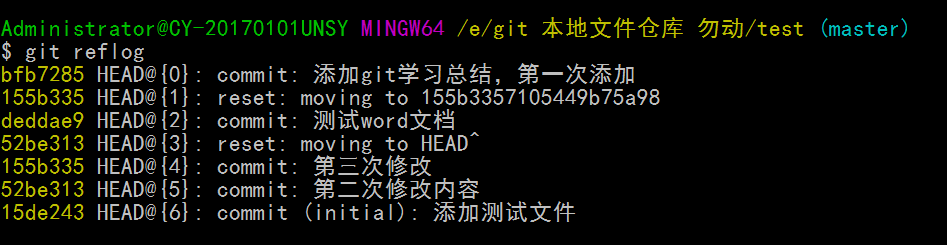 Administrator@CY-20170101UNSY MINGW64 /e/git 本地文件仓库 勿动/test (master)
$ git reflog
bfb7285 HEAD@{0}: commit: 添加git学习总结，第一次添加
155b335 HEAD@{1}: reset: moving to 155b3357105449b75a98
deddae9 HEAD@{2}: commit: 测试word文档
52be313 HEAD@{3}: reset: moving to HEAD^
155b335 HEAD@{4}: commit: 第三次修改
52be313 HEAD@{5}: commit: 第二次修改内容
15de243 HEAD@{6}: commit (initial): 添加测试文件